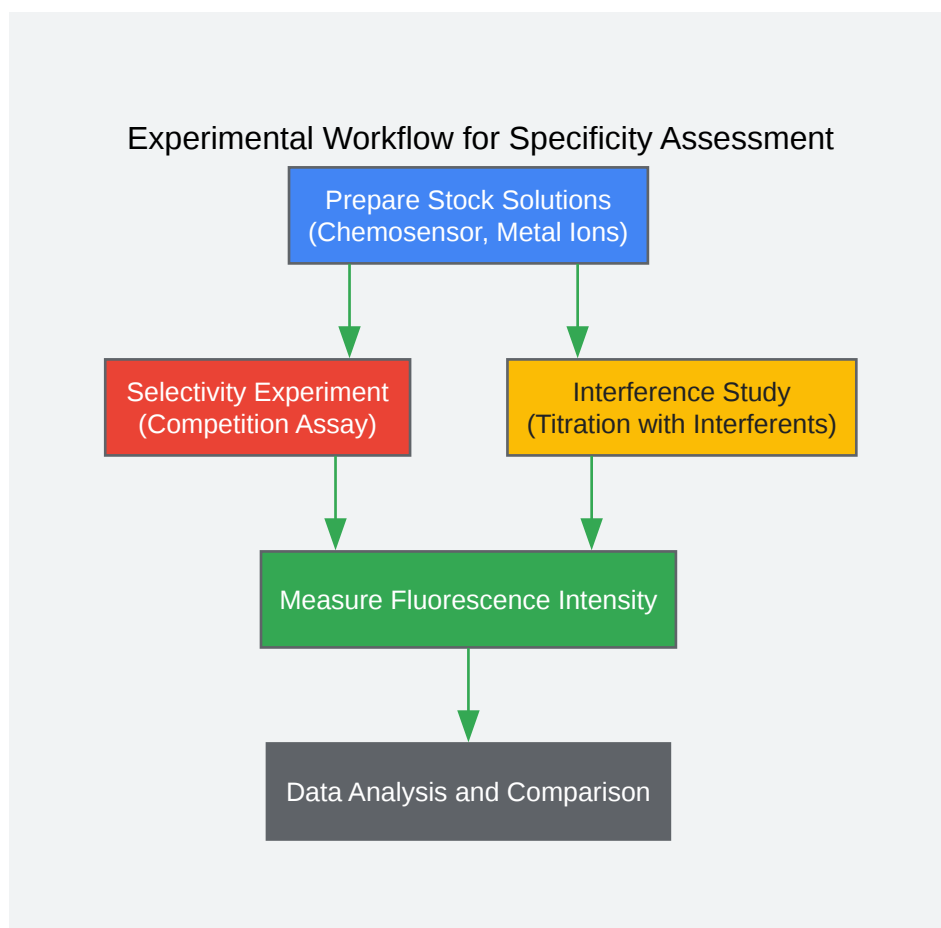 Experimental Workflow for Specificity Assessment
Prepare Stock Solutions
(Chemosensor, Metal Ions)
Selectivity Experiment
(Competition Assay)
Interference Study
(Titration with Interferents)
Measure Fluorescence Intensity
Data Analysis and Comparison